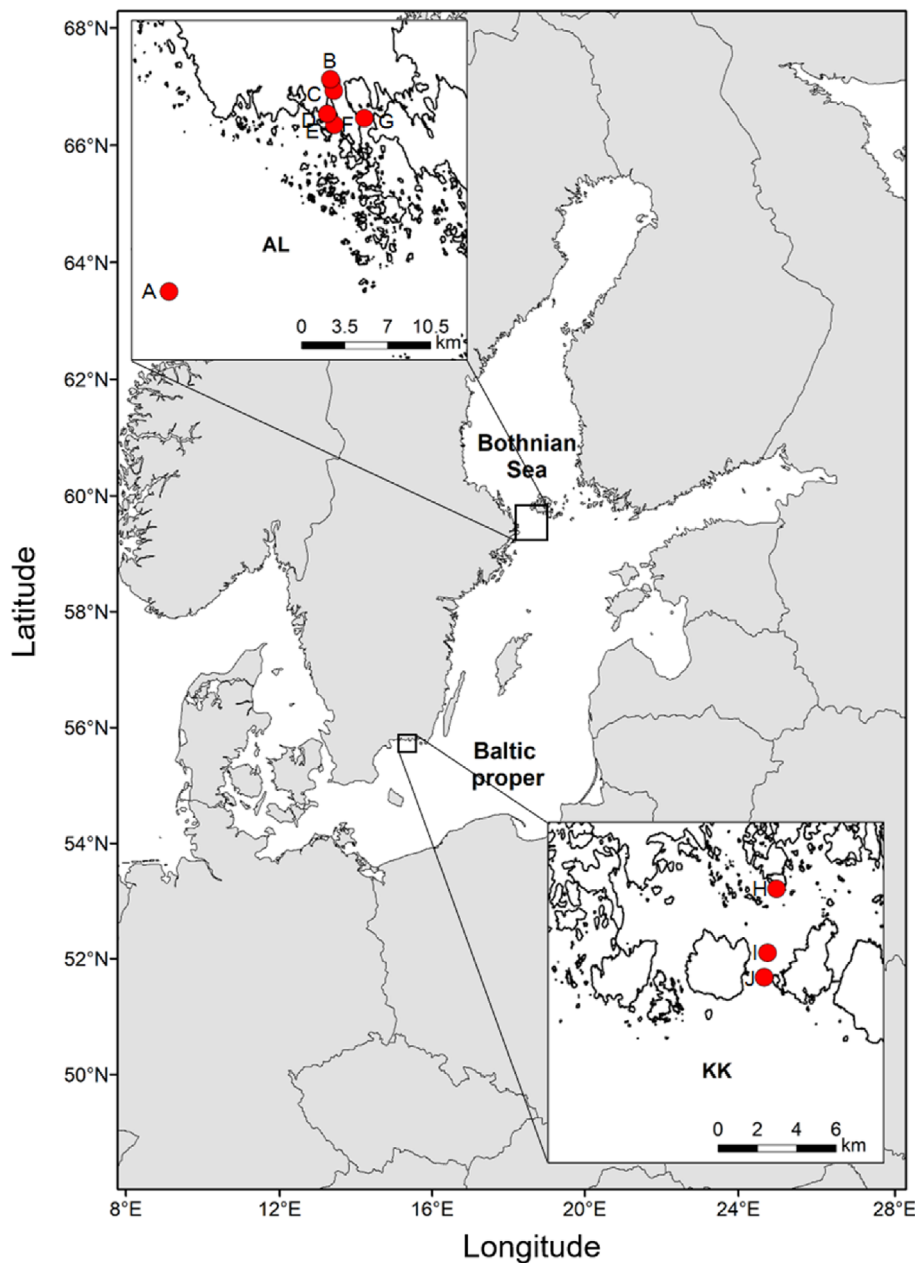 68°N
66°N
64°N
62°N
60°N
58°N
56°N
54°N
52°N
50°N
8°E
12°E
16°E
20°E
24°E
28°E
Latitude
Longitude
B
C
D
E
F
G
AL
A
0
3.5
7
10.5
km
Bothnian
Sea
Baltic
proper
H
I
J
KK
0
2
4
6
km